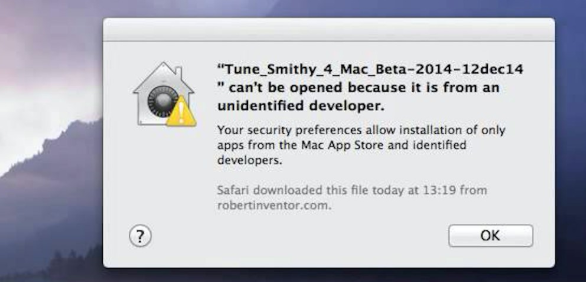 “Tune_Smithy_4_Mac_Beta-2014-12dec14
” can't be opened because it is from an
unidentified developer.
Your security preferences allow installation of only
apps from the Mac App Store and identified
developers.
Safari downloaded this file today at 13:19 from
robertinventor.com.
?
OK